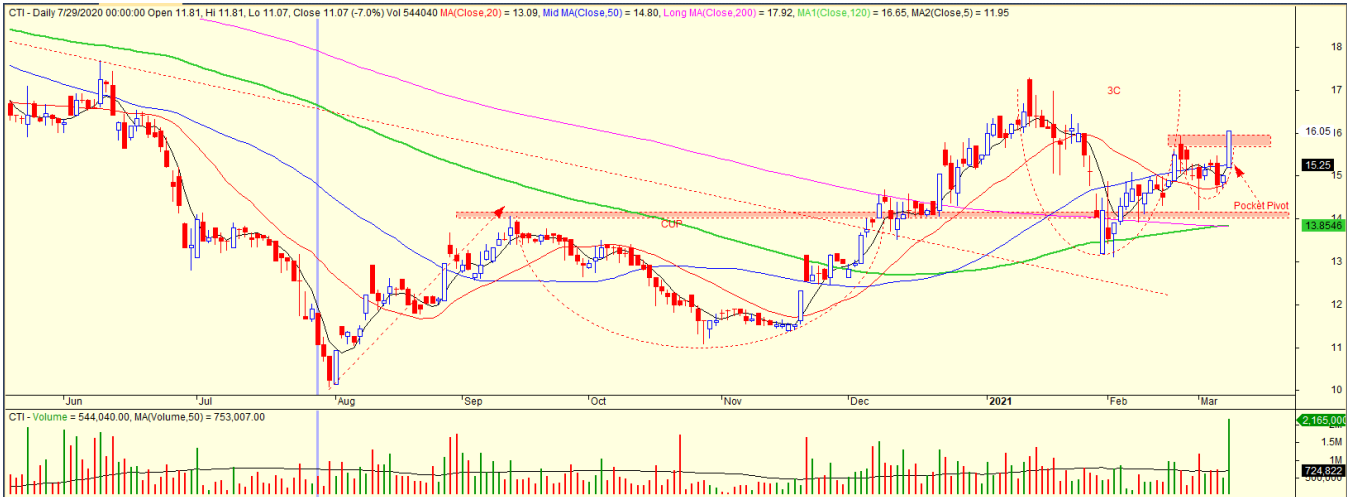 CTI - Daily 7/29/2020 00:00:00 Open 11.81, Hi 11.81, Lo 11.07, Close 11.07 (-7.0%) Vol 544040 MA(Close,20) = 13.09, Mid MA(Close,50) = 14.80, Long MA(Close,200) = 17.92, MA1(Close,120) = 16.65, MA2(Close,5) = 11.95
18
3C
17
16.05
16
15.25
15
Pocket Pivot
14
CUP
13.8546
13
12
11
10
Jun Jul Aug Sep Oct Nov Dec 2021 Feb Mar
CTI - Volume = 544,040.00, MA(Volume,50) = 753,007.00
2,165,000
1.5M
1M
724,822
500,000